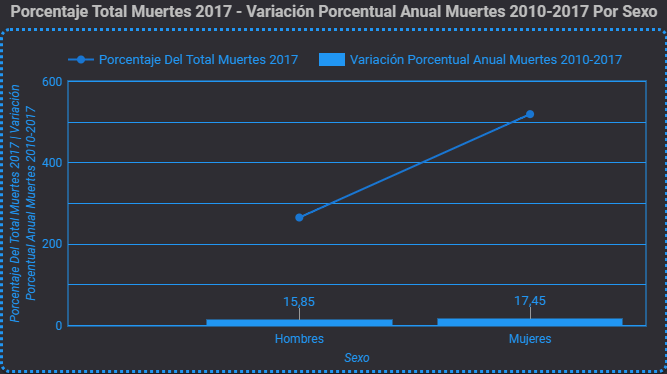 Porcentaje Total Muertes 2017 - Variación Porcentual Anual Muertes 2010-2017 Por Sexo
Porcentaje Del Total Muertes 2017
Variación Porcentual Anual Muertes 2010-2017
Porcentaje Del Total Muertes 2017 | Variación
Porcentual Anual Muertes 2010-2017
600
400
200
0
15,85
17,45
Hombres
Mujeres
Sexo